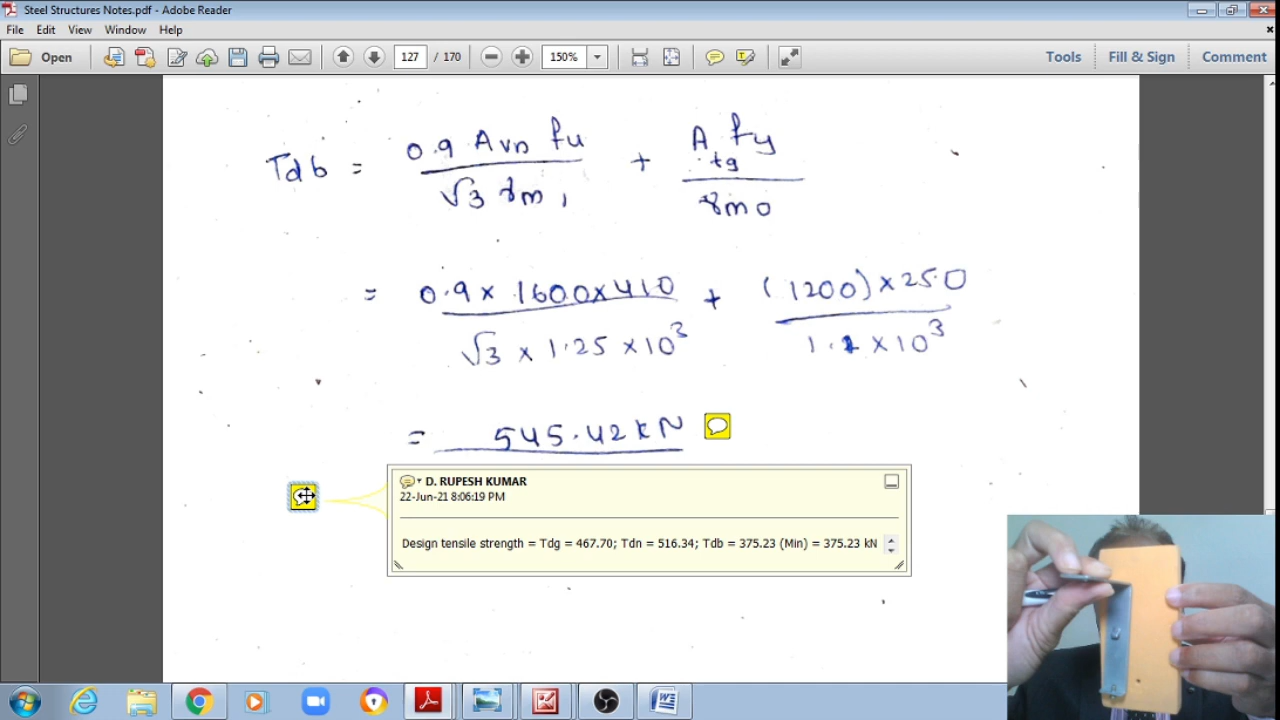 Steel Structures Notes.pdf - Adobe Reader
File Edit View Window Help
Open 127 / 170 150% Tools Fill & Sign Comment
Tdb = 0.9 Avn fu / √3 γm1 + Atg fy / γm0
= 0.9 × 1600 × 410 / √3 × 1.25 × 10³ + (1200) × 250 / 1.1 × 10³
= 545.42 kN
D. RUPESH KUMAR
22-Jun-21 8:06:19 PM
Design tensile strength = Tdg = 467.70; Tdn = 516.34; Tdb = 375.23 (Min) = 375.23 kN